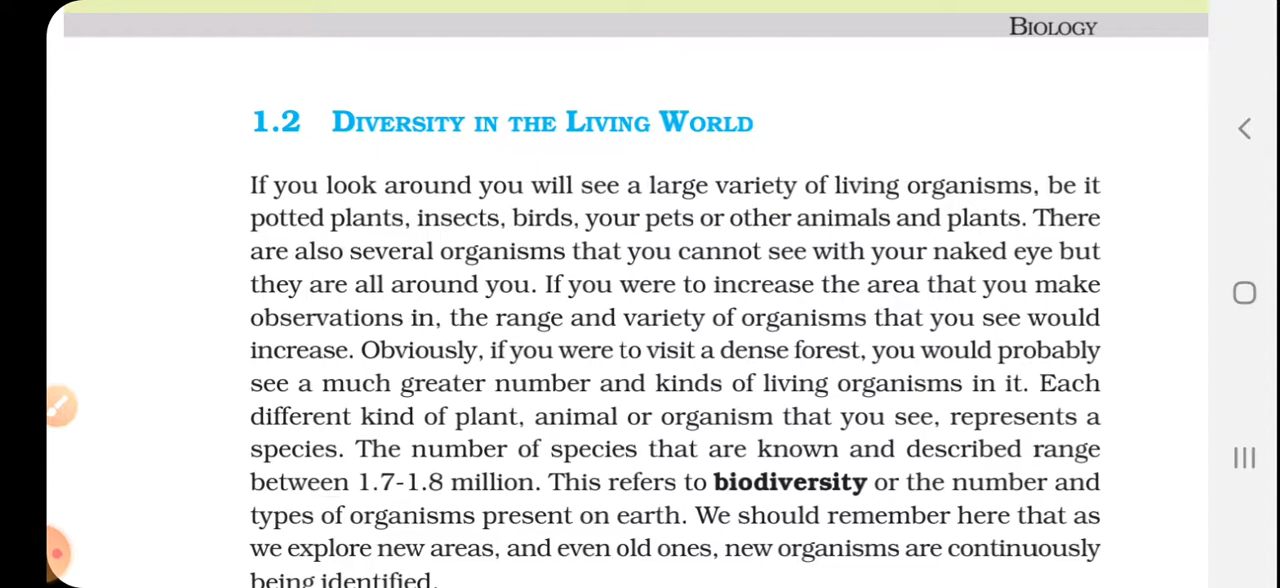 BIOLOGY
1.2 DIVERSITY IN THE LIVING WORLD
If you look around you will see a large variety of living organisms, be it
potted plants, insects, birds, your pets or other animals and plants. There
are also several organisms that you cannot see with your naked eye but
they are all around you. If you were to increase the area that you make
observations in, the range and variety of organisms that you see would
increase. Obviously, if you were to visit a dense forest, you would probably
see a much greater number and kinds of living organisms in it. Each
different kind of plant, animal or organism that you see, represents a
species. The number of species that are known and described range
between 1.7-1.8 million. This refers to biodiversity or the number and
types of organisms present on earth. We should remember here that as
we explore new areas, and even old ones, new organisms are continuously
being identified.